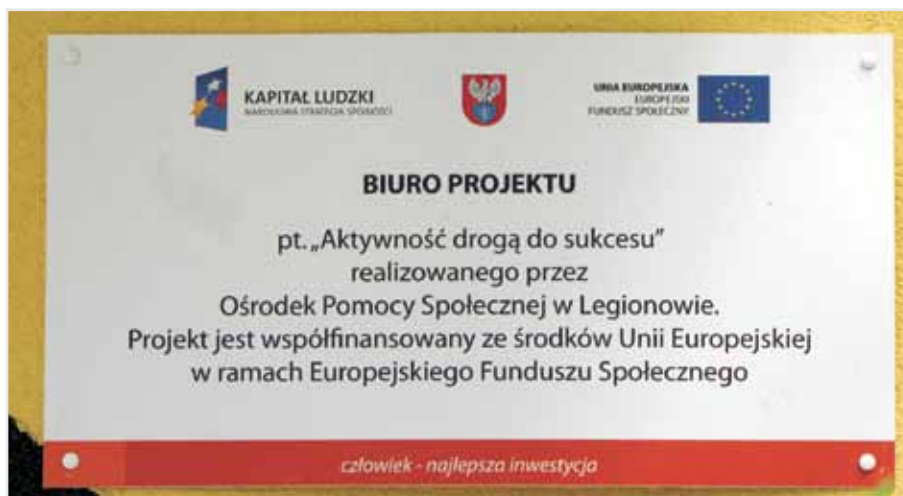 KAPITAŁ LUDZKI
NARODOWA STRATEGIA SPÓJNOŚCI
UNIA EUROPEJSKA
EUROPEJSKI
FUNDUSZ SPOŁECZNY
BIURO PROJEKTU
pt. „Aktywność drogą do sukcesu”
realizowanego przez
Ośrodek Pomocy Społecznej w Legionowie.
Projekt jest współfinansowany ze środków Unii Europejskiej
w ramach Europejskiego Funduszu Społecznego
człowiek - najlepsza inwestycja